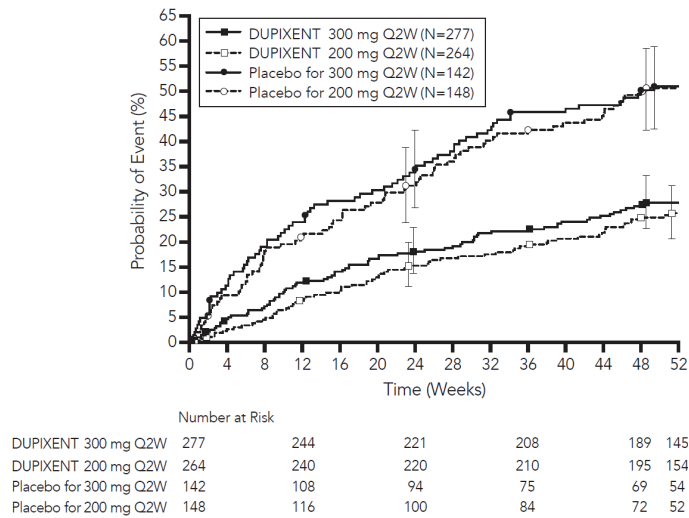 65
60
55
50
45
40
35
30
25
20
15
10
5
0
Probability of Event (%)
DUPIXENT 300 mg Q2W (N=277)
DUPIXENT 200 mg Q2W (N=264)
Placebo for 300 mg Q2W (N=142)
Placebo for 200 mg Q2W (N=148)
0 4 8 12 16 20 24 28 32 36 40 44 48 52
Time (Weeks)
Number at Risk
DUPIXENT 300 mg Q2W 277 244 221 208 189 145
DUPIXENT 200 mg Q2W 264 240 220 210 195 154
Placebo for 300 mg Q2W 142 108 94 75 69 54
Placebo for 200 mg Q2W 148 116 100 84 72 52